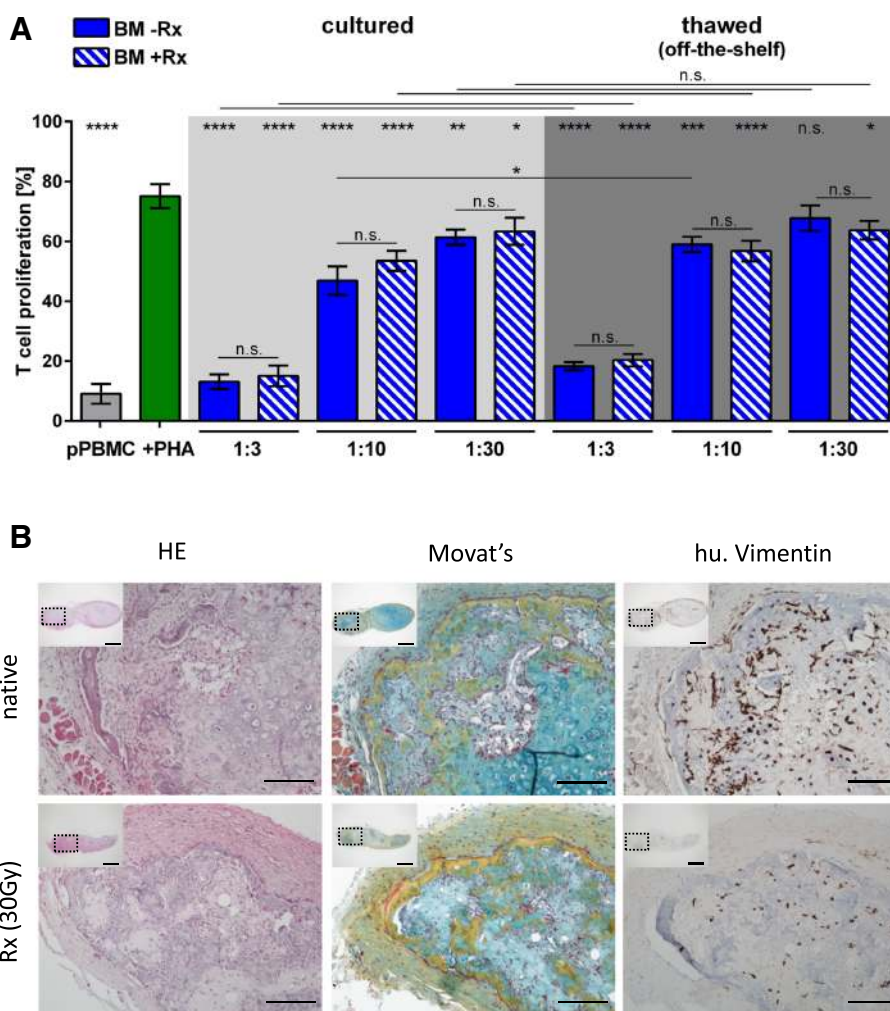 A
BM -Rx
BM +Rx
cultured
thawed
(off-the-shelf)
n.s.
T cell proliferation [%]
100
80
60
40
20
0
**** **** **** **** **** ** * **** **** *** **** n.s. *
*
n.s. n.s. n.s. n.s. n.s. n.s.
pPBMC +PHA 1:3 1:10 1:30 1:3 1:10 1:30
B
HE Movat's hu. Vimentin
native
Rx (30Gy)